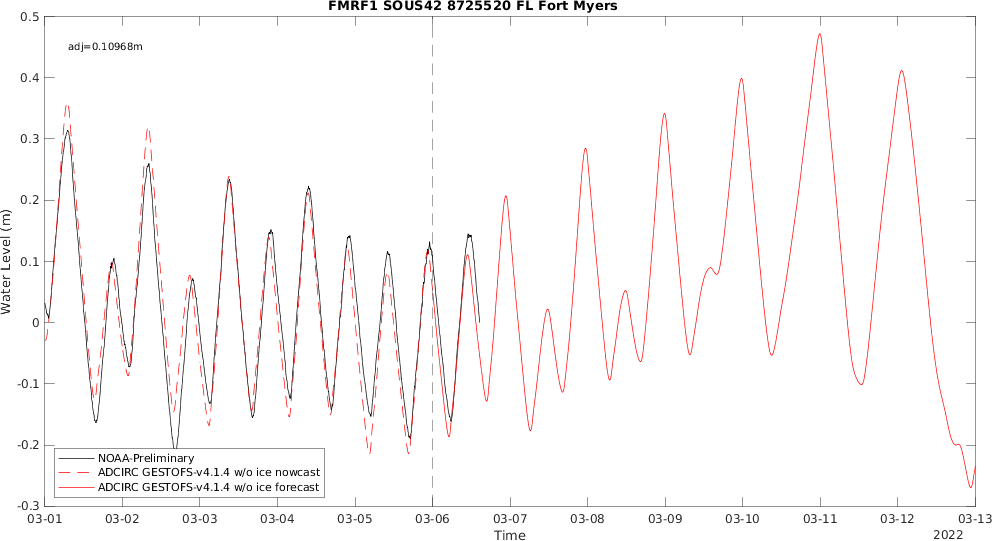 FMRF1 SOUS42 8725520 FL Fort Myers
adj=0.10968m
Water Level (m)
0.5
0.4
0.3
0.2
0.1
0
-0.1
-0.2
-0.3
NOAA-Preliminary
ADCIRC GESTOFS-v4.1.4 w/o ice nowcast
ADCIRC GESTOFS-v4.1.4 w/o ice forecast
03-01 03-02 03-03 03-04 03-05 03-06 03-07 03-08 03-09 03-10 03-11 03-12 03-13
Time
2022